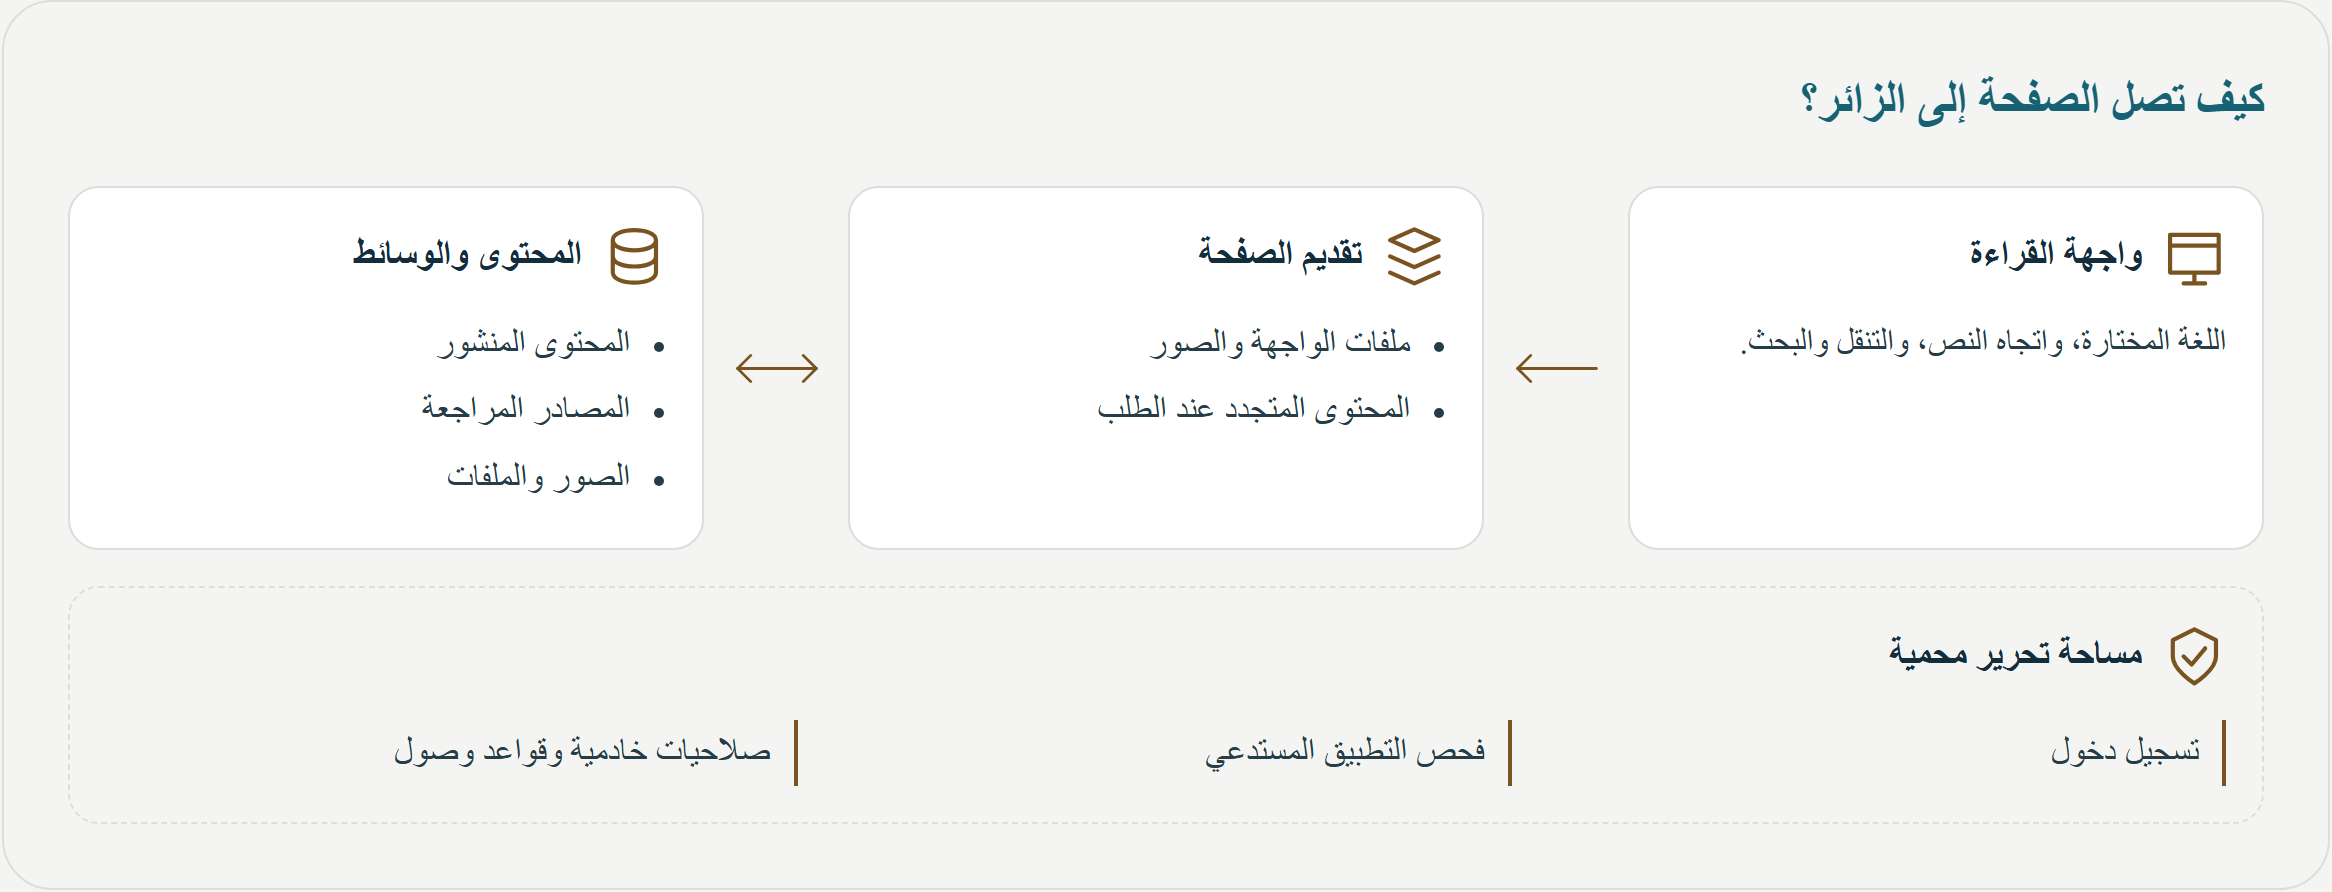 كيف تصل الصفحة إلى الزائر؟
واجهة القراءة
اللغة المختارة، واتجاه النص، والتنقل والبحث.
تقديم الصفحة
ملفات الواجهة والصور
المحتوى المتجدد عند الطلب
المحتوى والوسائط
المحتوى المنشور
المصادر المراجعة
الصور والملفات
مساحة تحرير محمية
تسجيل دخول
فحص التطبيق المستدعي
صلاحيات خادمية وقواعد وصول